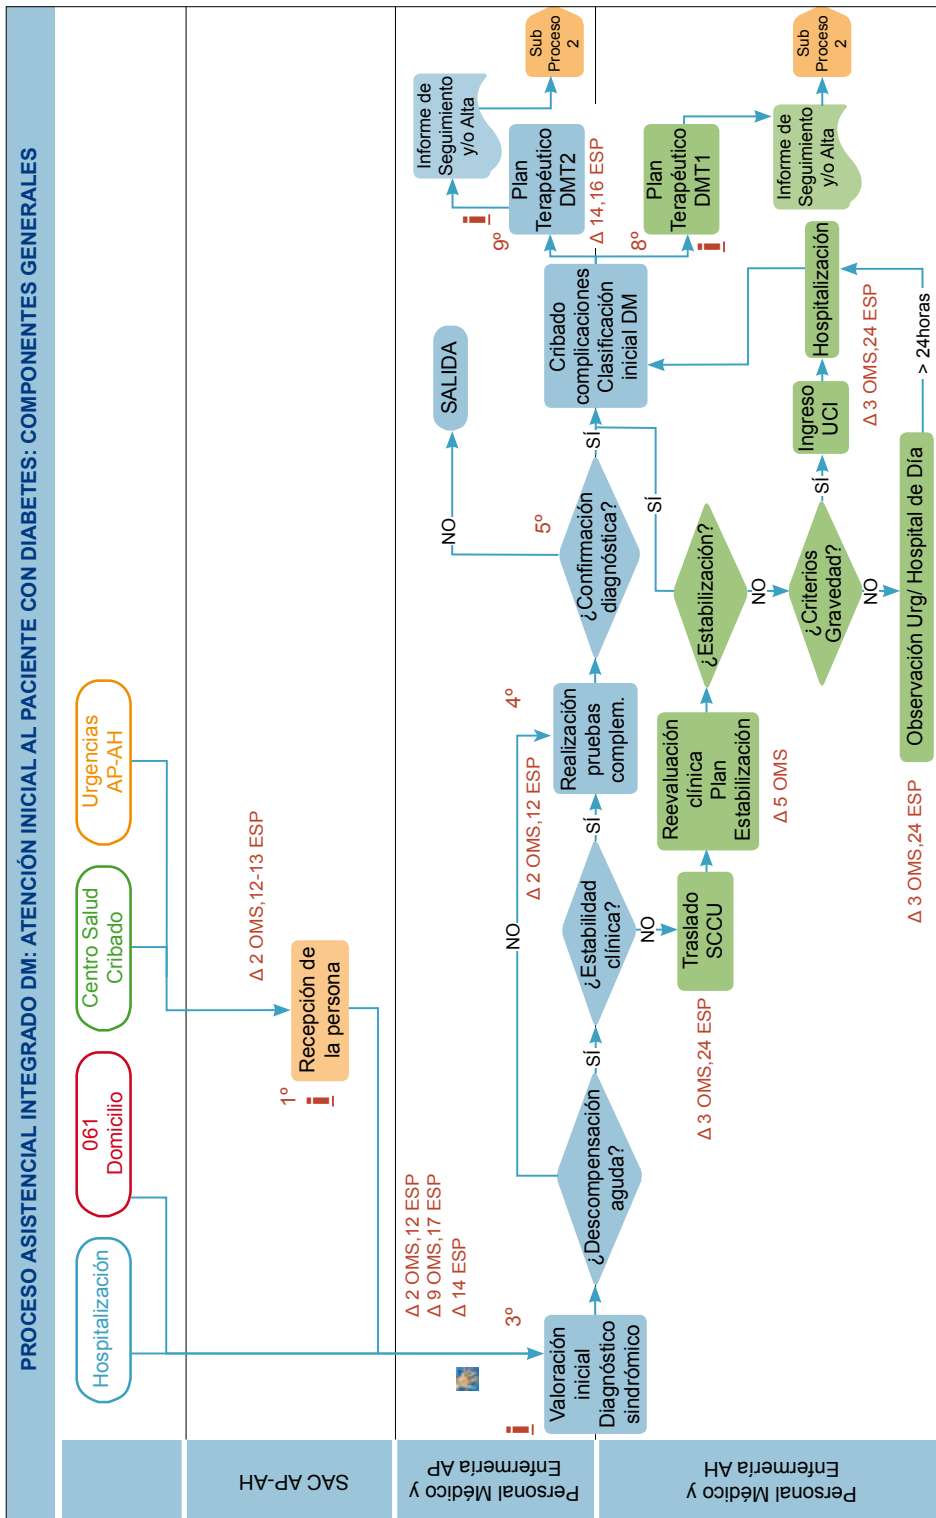 PROCESO ASISTENCIAL INTEGRADO DM: ATENCIÓN INICIAL AL PACIENTE CON DIABETES: COMPONENTES GENERALES
Hospitalización
061
Domicilio
Centro Salud
Cribado
Urgencias
AP-AH
SAC AP-AH
1º
i
Recepción de
la persona
Δ 2 OMS,12-13 ESP
Personal Médico y
Enfermería AP
Δ 2 OMS,12 ESP
Δ 9 OMS,17 ESP
Δ 14 ESP
3º
i
Valoración
inicial
Diagnóstico
sindrómico
¿Descompensación
aguda?
NO
SÍ
¿Estabilidad
clínica?
SÍ
NO
Δ 2 OMS,12 ESP
4º
Realización
pruebas
complem.
5º
¿Confirmación
diagnóstica?
NO
SALIDA
SÍ
Cribado
complicaciones
Clasificación
inicial DM
9º
i
Plan
Terapéutico
DMT2
Δ 14,16 ESP
Informe de
Seguimiento
y/o Alta
Sub
Proceso
2
Personal Médico y
Enfermería AH
Traslado
SCCU
Δ 3 OMS,24 ESP
Reevaluación
clínica
Plan
Estabilización
Δ 5 OMS
¿Estabilización?
SÍ
NO
¿Criterios
Gravedad?
SÍ
NO
Ingreso
UCI
Hospitalización
Δ 3 OMS,24 ESP
Observación Urg/ Hospital de Día
> 24horas
Δ 3 OMS,24 ESP
8º
i
Plan
Terapéutico
DMT1
Informe de
Seguimiento
y/o Alta
Sub
Proceso
2